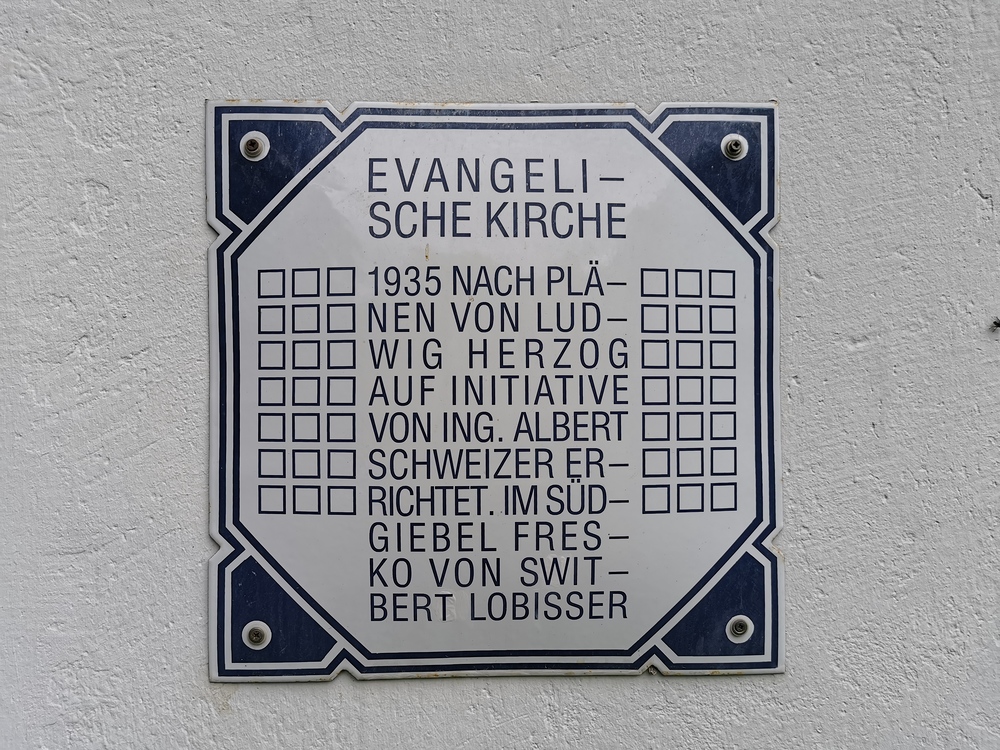 EVANGELI–
SCHE KIRCHE
1935 NACH PLÄ–
NEN VON LUD–
WIG HERZOG
AUF INITIATIVE
VON ING. ALBERT
SCHWEIZER ER–
RICHTET. IM SÜD–
GIEBEL FRES–
KO VON SWIT–
BERT LOBISSER